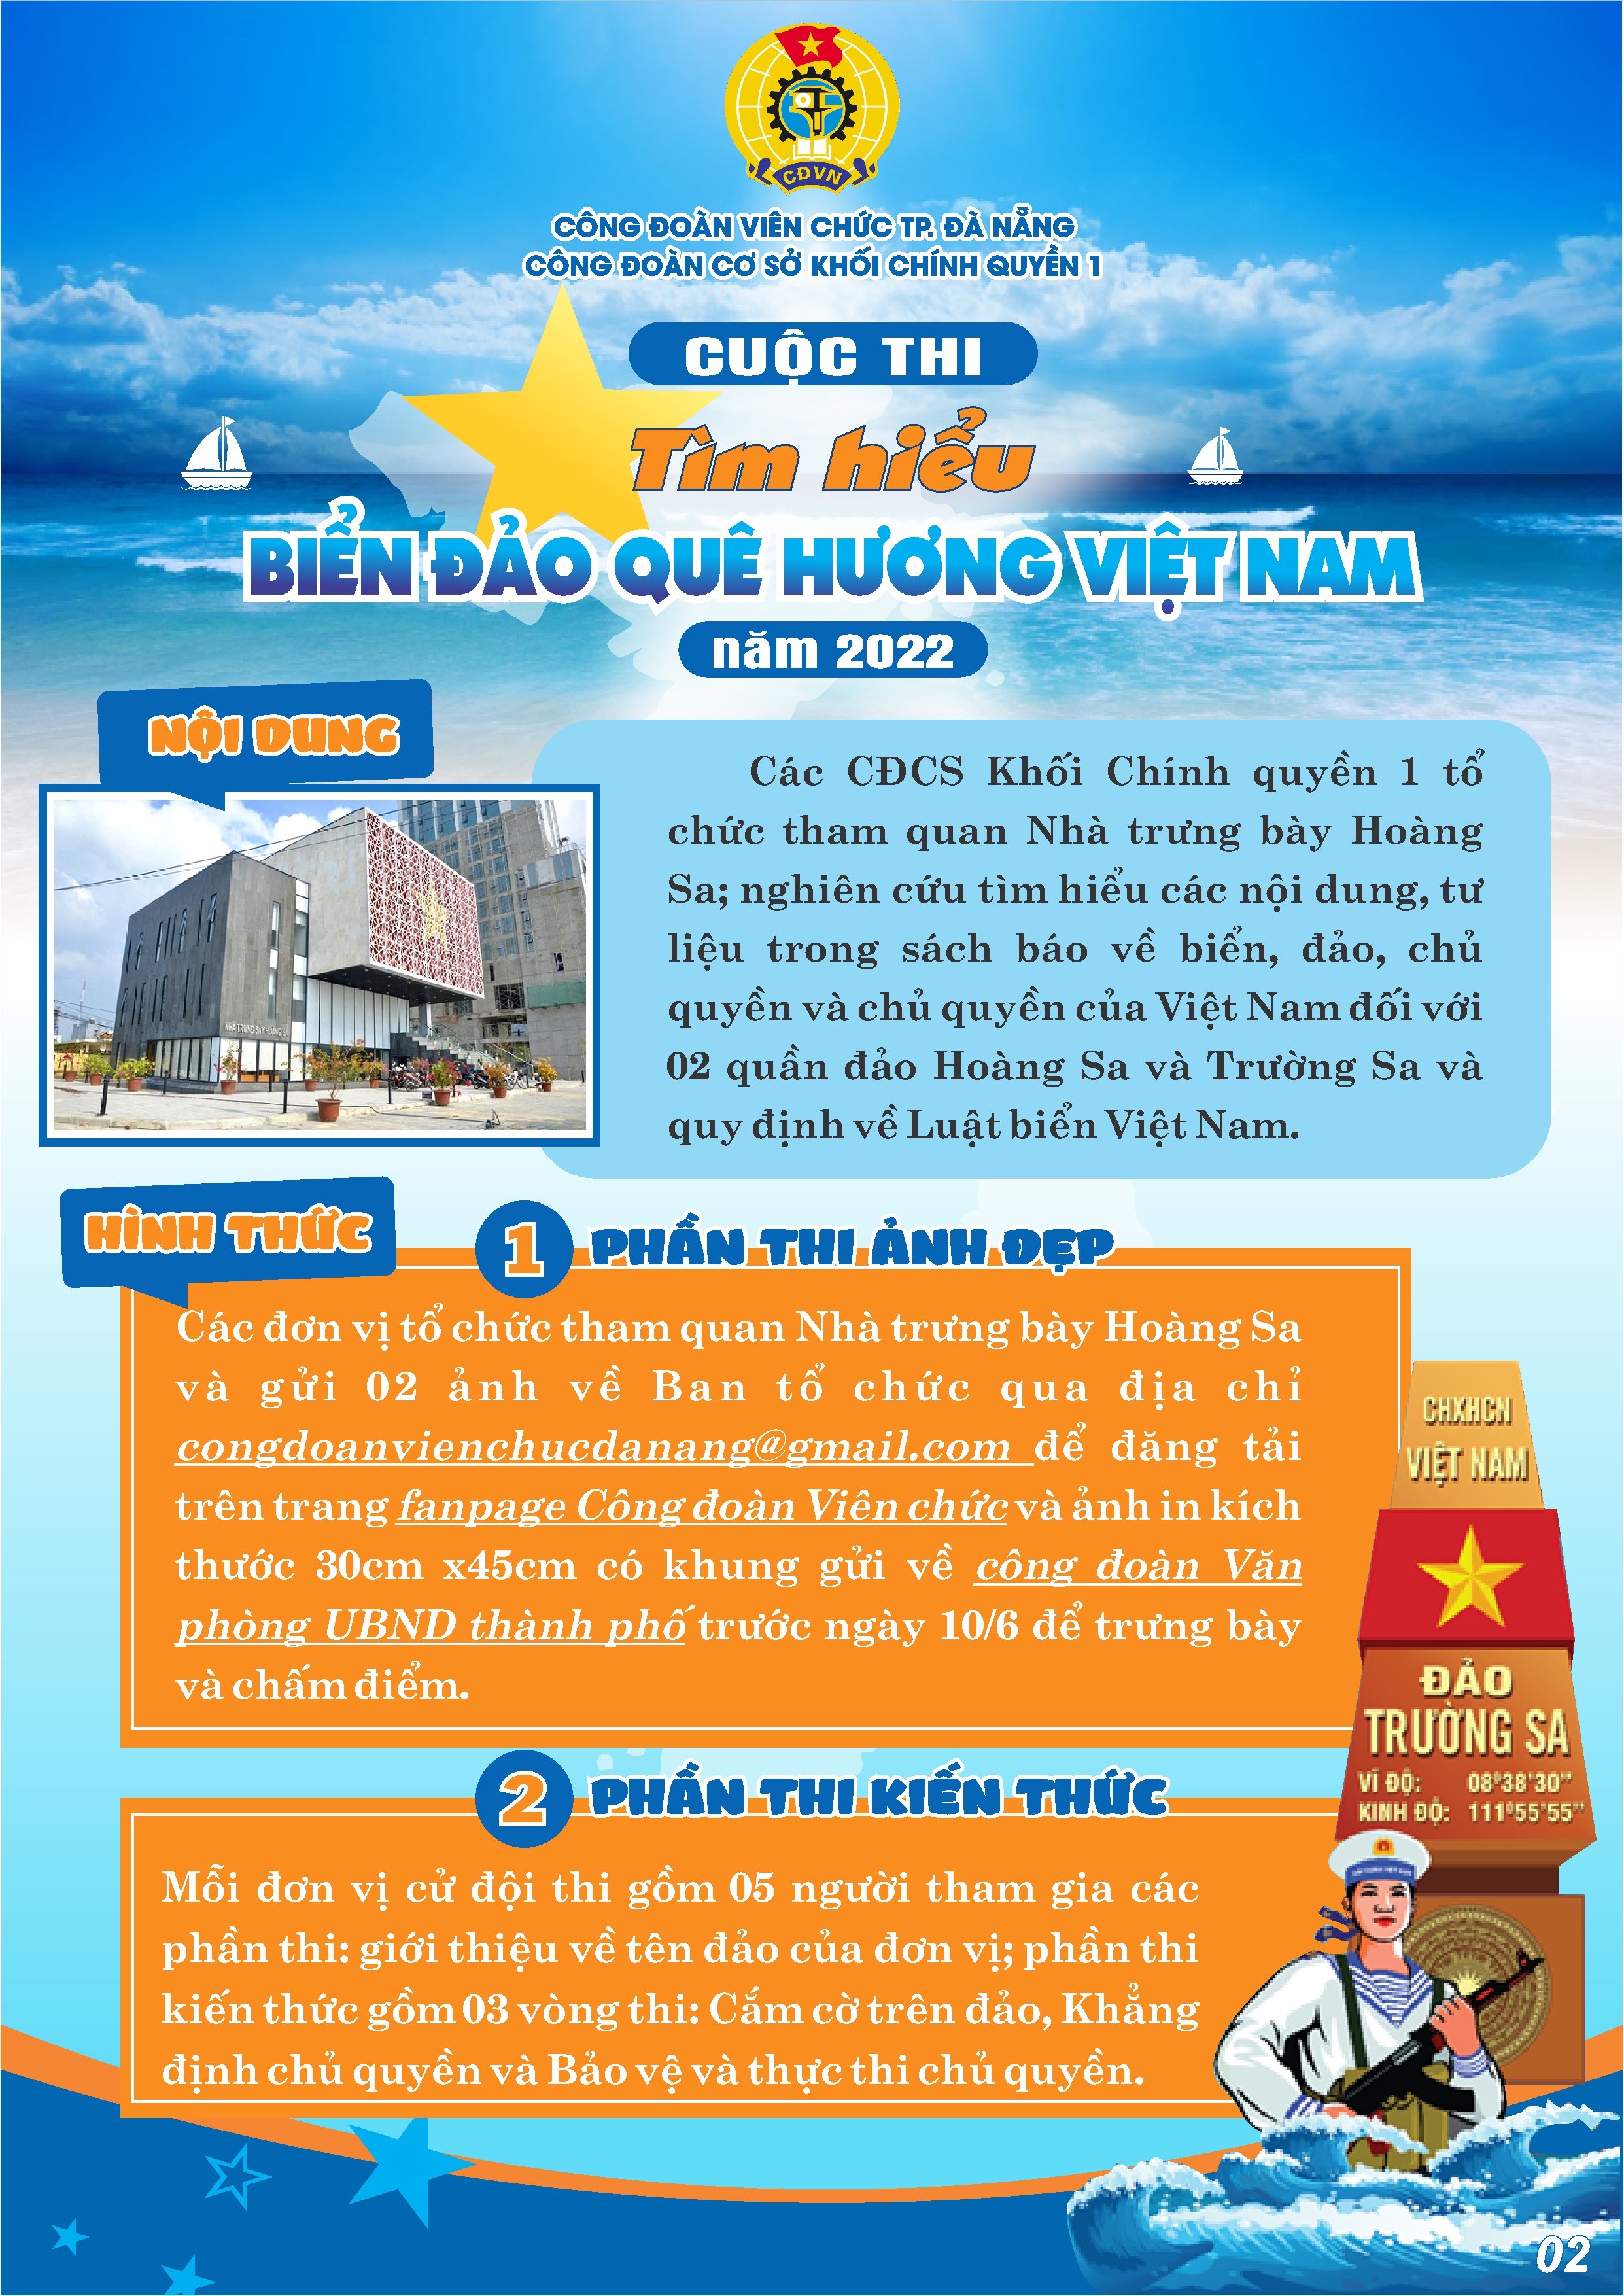 CĐVN
CÔNG ĐOÀN VIÊN CHỨC TP. ĐÀ NẴNG
CÔNG ĐOÀN CƠ SỞ KHỐI CHÍNH QUYỀN 1
CUỘC THI
Tìm hiểu
BIỂN ĐẢO QUÊ HƯƠNG VIỆT NAM
năm 2022
NỘI DUNG
NHÀ TRƯNG BÀY HOÀNG SA
Các CĐCS Khối Chính quyền 1 tổ
chức tham quan Nhà trưng bày Hoàng
Sa; nghiên cứu tìm hiểu các nội dung, tư
liệu trong sách báo về biển, đảo, chủ
quyền và chủ quyền của Việt Nam đối với
02 quần đảo Hoàng Sa và Trường Sa và
quy định về Luật biển Việt Nam.
HÌNH THỨC
1 PHẦN THI ẢNH ĐẸP
Các đơn vị tổ chức tham quan Nhà trưng bày Hoàng Sa
và gửi 02 ảnh về Ban tổ chức qua địa chỉ
congdoanvienchucdanang@gmail.com để đăng tải
trên trang fanpage Công đoàn Viên chức và ảnh in kích
thước 30cm x45cm có khung gửi về công đoàn Văn
phòng UBND thành phố trước ngày 10/6 để trưng bày
và chấm điểm.
CHXHCN
VIỆT NAM
ĐẢO
TRƯỜNG SA
VĨ ĐỘ: 08°38'30"
KINH ĐỘ: 111°55'55"
2 PHẦN THI KIẾN THỨC
Mỗi đơn vị cử đội thi gồm 05 người tham gia các
phần thi: giới thiệu về tên đảo của đơn vị; phần thi
kiến thức gồm 03 vòng thi: Cắm cờ trên đảo, Khẳng
định chủ quyền và Bảo vệ và thực thi chủ quyền.
02